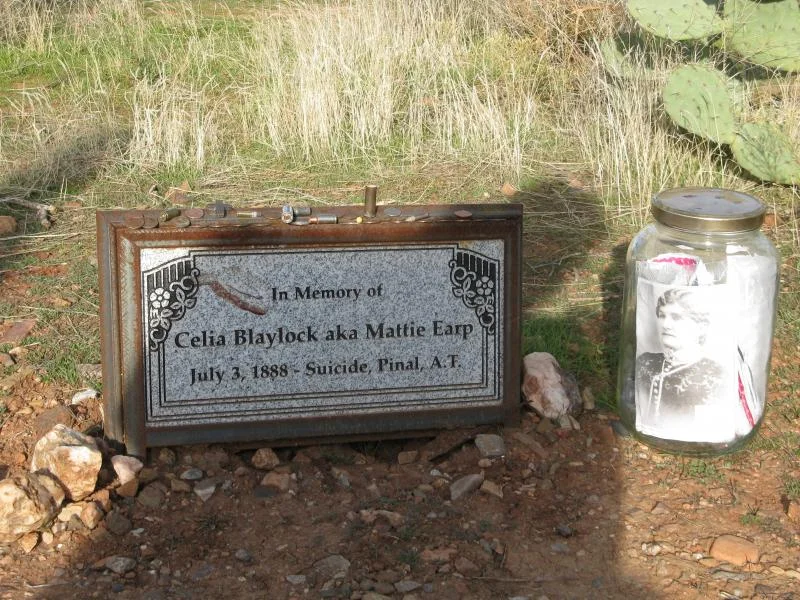 In Memory of
Celia Blaylock aka Mattie Earp
July 3, 1888 - Suicide, Pinal, A.T.